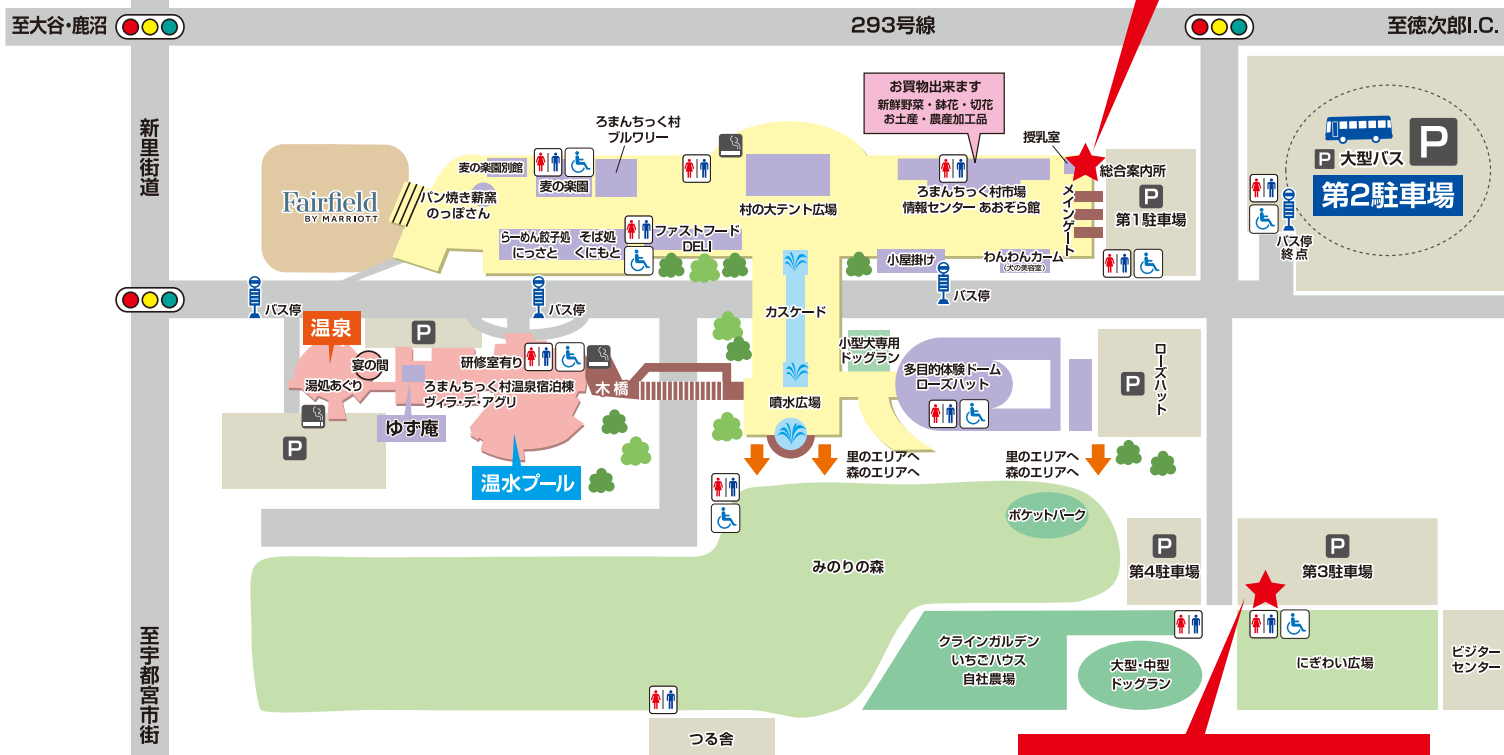 至大谷・鹿沼
293号線
至徳次郎I.C.
新里街道
お買物出来ます
新鮮野菜・鉢花・切花
お土産・農産加工品
ろまんちっく村
ブルワリー
授乳室
総合案内所
P
第1駐車場
P 大型バス
P
第2駐車場
バス停
終点
Fairfield
BY MARRIOTT
麦の楽園別館
麦の楽園
パン焼き薪窯
のっぽさん
村の大テント広場
ろまんちっく村市場
情報センター あおぞら館
メインゲート
らーめん餃子処
にっさと
そば処
くにもと
ファストフード
DELI
小屋掛け
わんわんカーム
(犬の美容室)
バス停
バス停
バス停
カスケード
温泉
P
宴の間
湯処あぐり
研修室有り
ろまんちっく村温泉宿泊棟
ヴィラ・デ・アグリ
木橋
ゆず庵
P
温水プール
噴水広場
小型犬専用
ドッグラン
多目的体験ドーム
ローズハット
P
ローズハット
里のエリアへ
森のエリアへ
里のエリアへ
森のエリアへ
ポケットパーク
みのりの森
P
第4駐車場
P
第3駐車場
クラインガルデン
いちごハウス
自社農場
大型・中型
ドッグラン
にぎわい広場
ビジター
センター
至宇都宮市街
つる舎